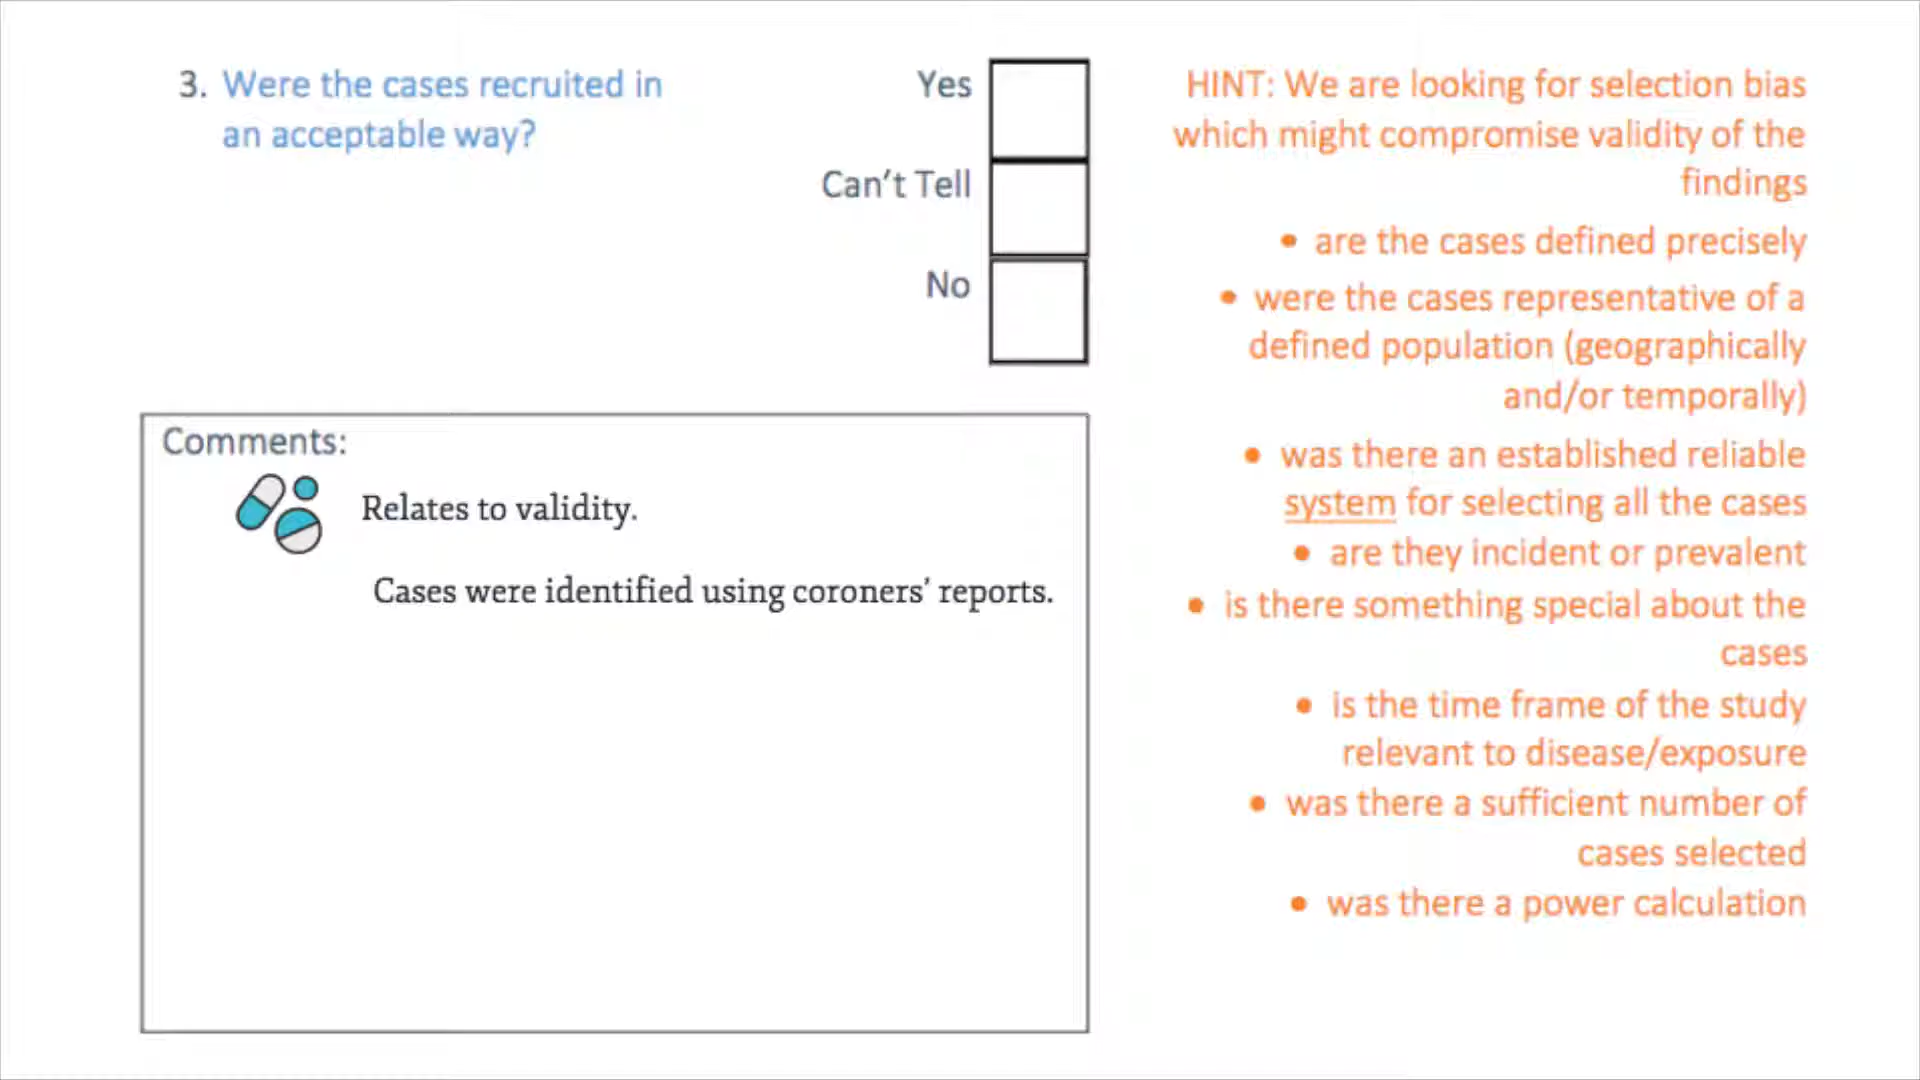 3. Were the cases recruited in
an acceptable way?
Yes
Can't Tell
No
HINT: We are looking for selection bias
which might compromise validity of the
findings
• are the cases defined precisely
• were the cases representative of a
defined population (geographically
and/or temporally)
• was there an established reliable
system for selecting all the cases
• are they incident or prevalent
• is there something special about the
cases
• is the time frame of the study
relevant to disease/exposure
• was there a sufficient number of
cases selected
• was there a power calculation
Comments:
Relates to validity.
Cases were identified using coroners’ reports.